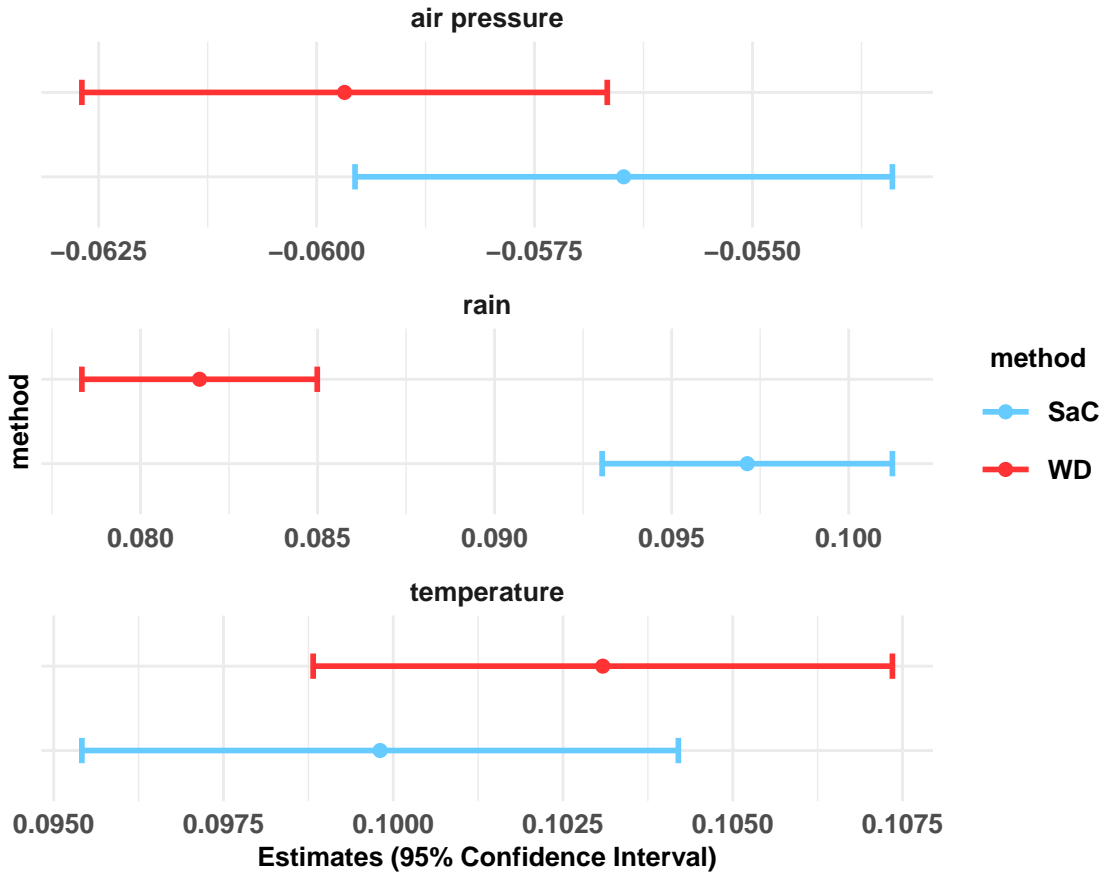 air pressure
−0.0625 −0.0600 −0.0575 −0.0550
rain
0.080 0.085 0.090 0.095 0.100
temperature
0.0950 0.0975 0.1000 0.1025 0.1050 0.1075
Estimates (95% Confidence Interval)
method
method
SaC
WD